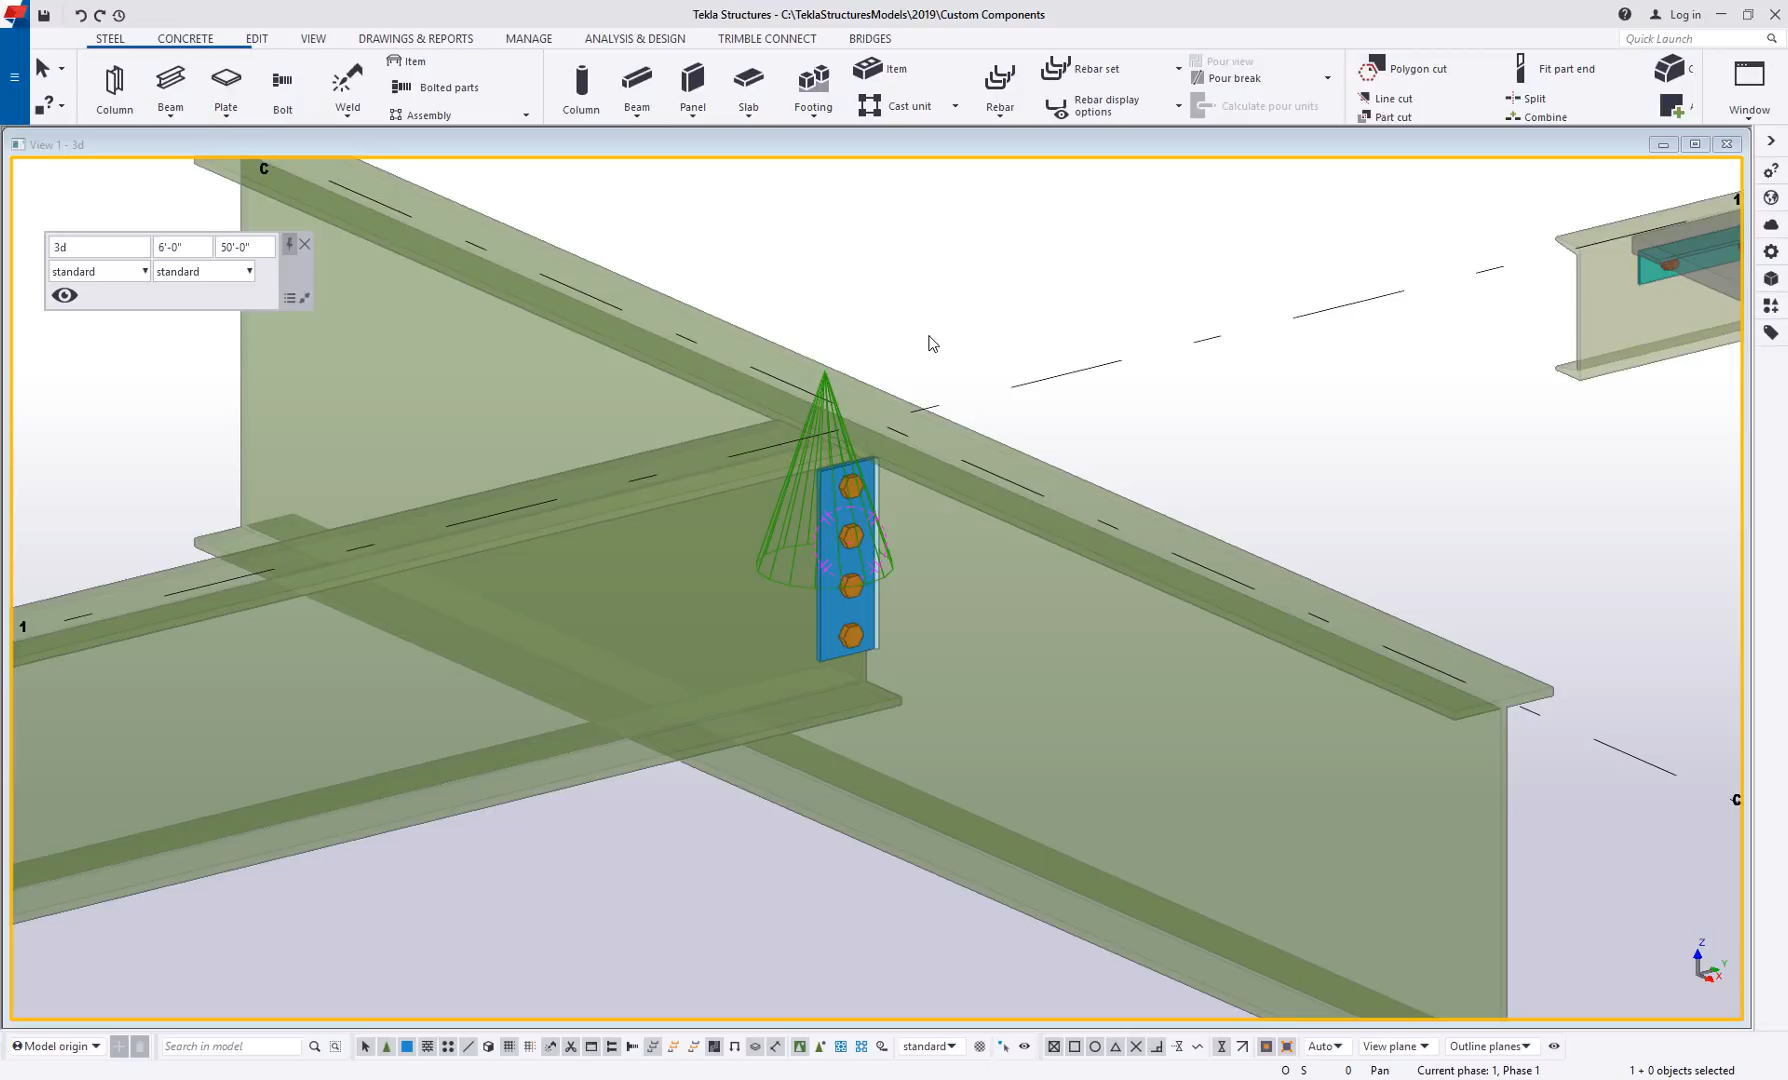 Tekla Structures - C:\TeklaStructuresModels\2019\Custom Components
Log in
STEEL CONCRETE EDIT VIEW DRAWINGS & REPORTS MANAGE ANALYSIS & DESIGN TRIMBLE CONNECT BRIDGES
Quick Launch
Column Beam Plate Bolt Weld
Item
Bolted parts
Assembly
Column Beam Panel Slab Footing
Item
Cast unit
Rebar
Rebar set
Rebar display options
Pour view
Pour break
Calculate pour units
Polygon cut
Line cut
Part cut
Fit part end
Split
Combine
C
Window
View 1 - 3d
C
1
3d 6'-0" 50'-0"
standard standard
1
C
Z
Y
X
Model origin
Search in model
standard
Auto
View plane
Outline planes
O S 0 Pan Current phase: 1, Phase 1 1 + 0 objects selected